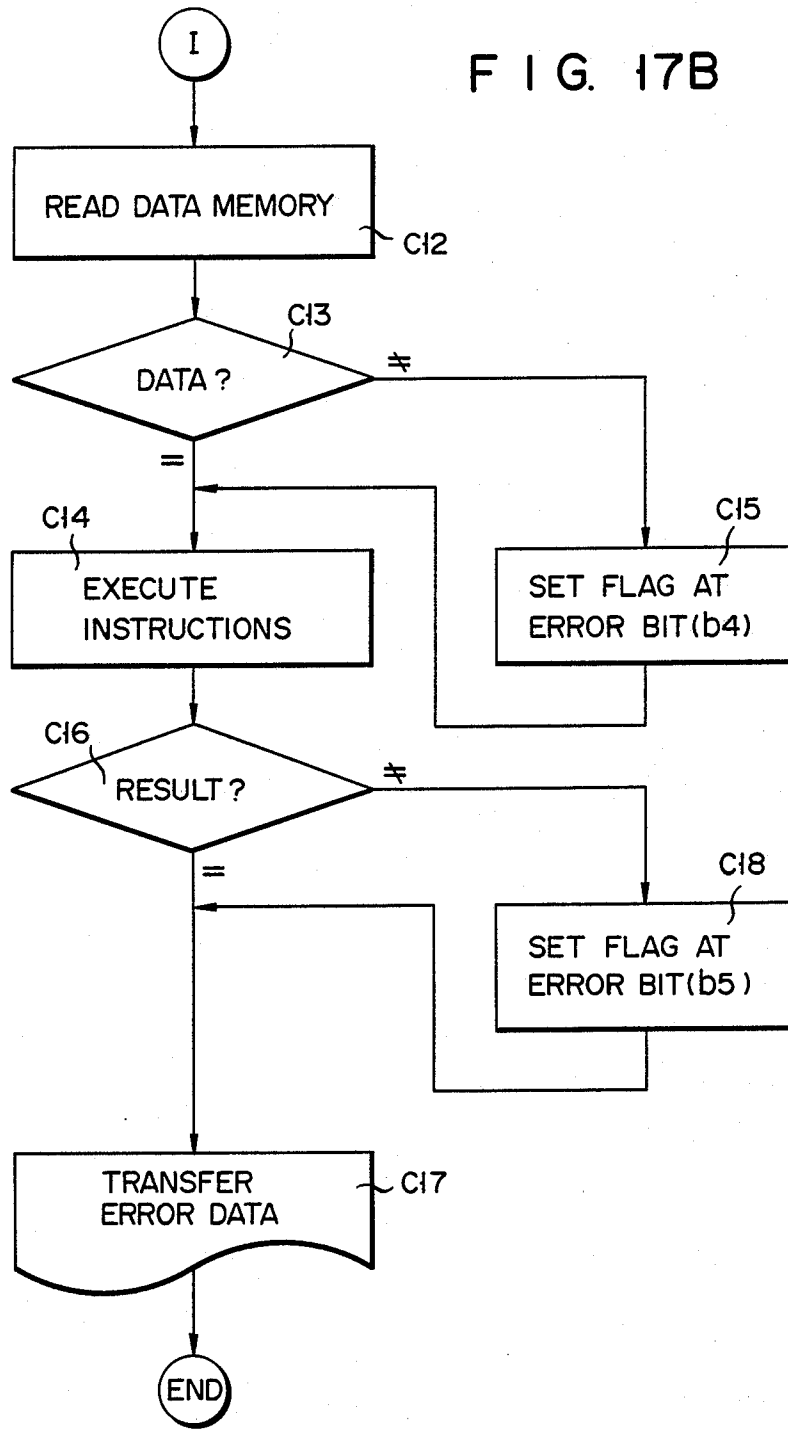 I
F I G. 17B
READ DATA MEMORY
C12
C13
DATA ?
≠
=
C14
EXECUTE
INSTRUCTIONS
C15
SET FLAG AT
ERROR BIT(b4)
C16
RESULT ?
≠
=
C18
SET FLAG AT
ERROR BIT(b5)
TRANSFER
ERROR DATA
C17
END